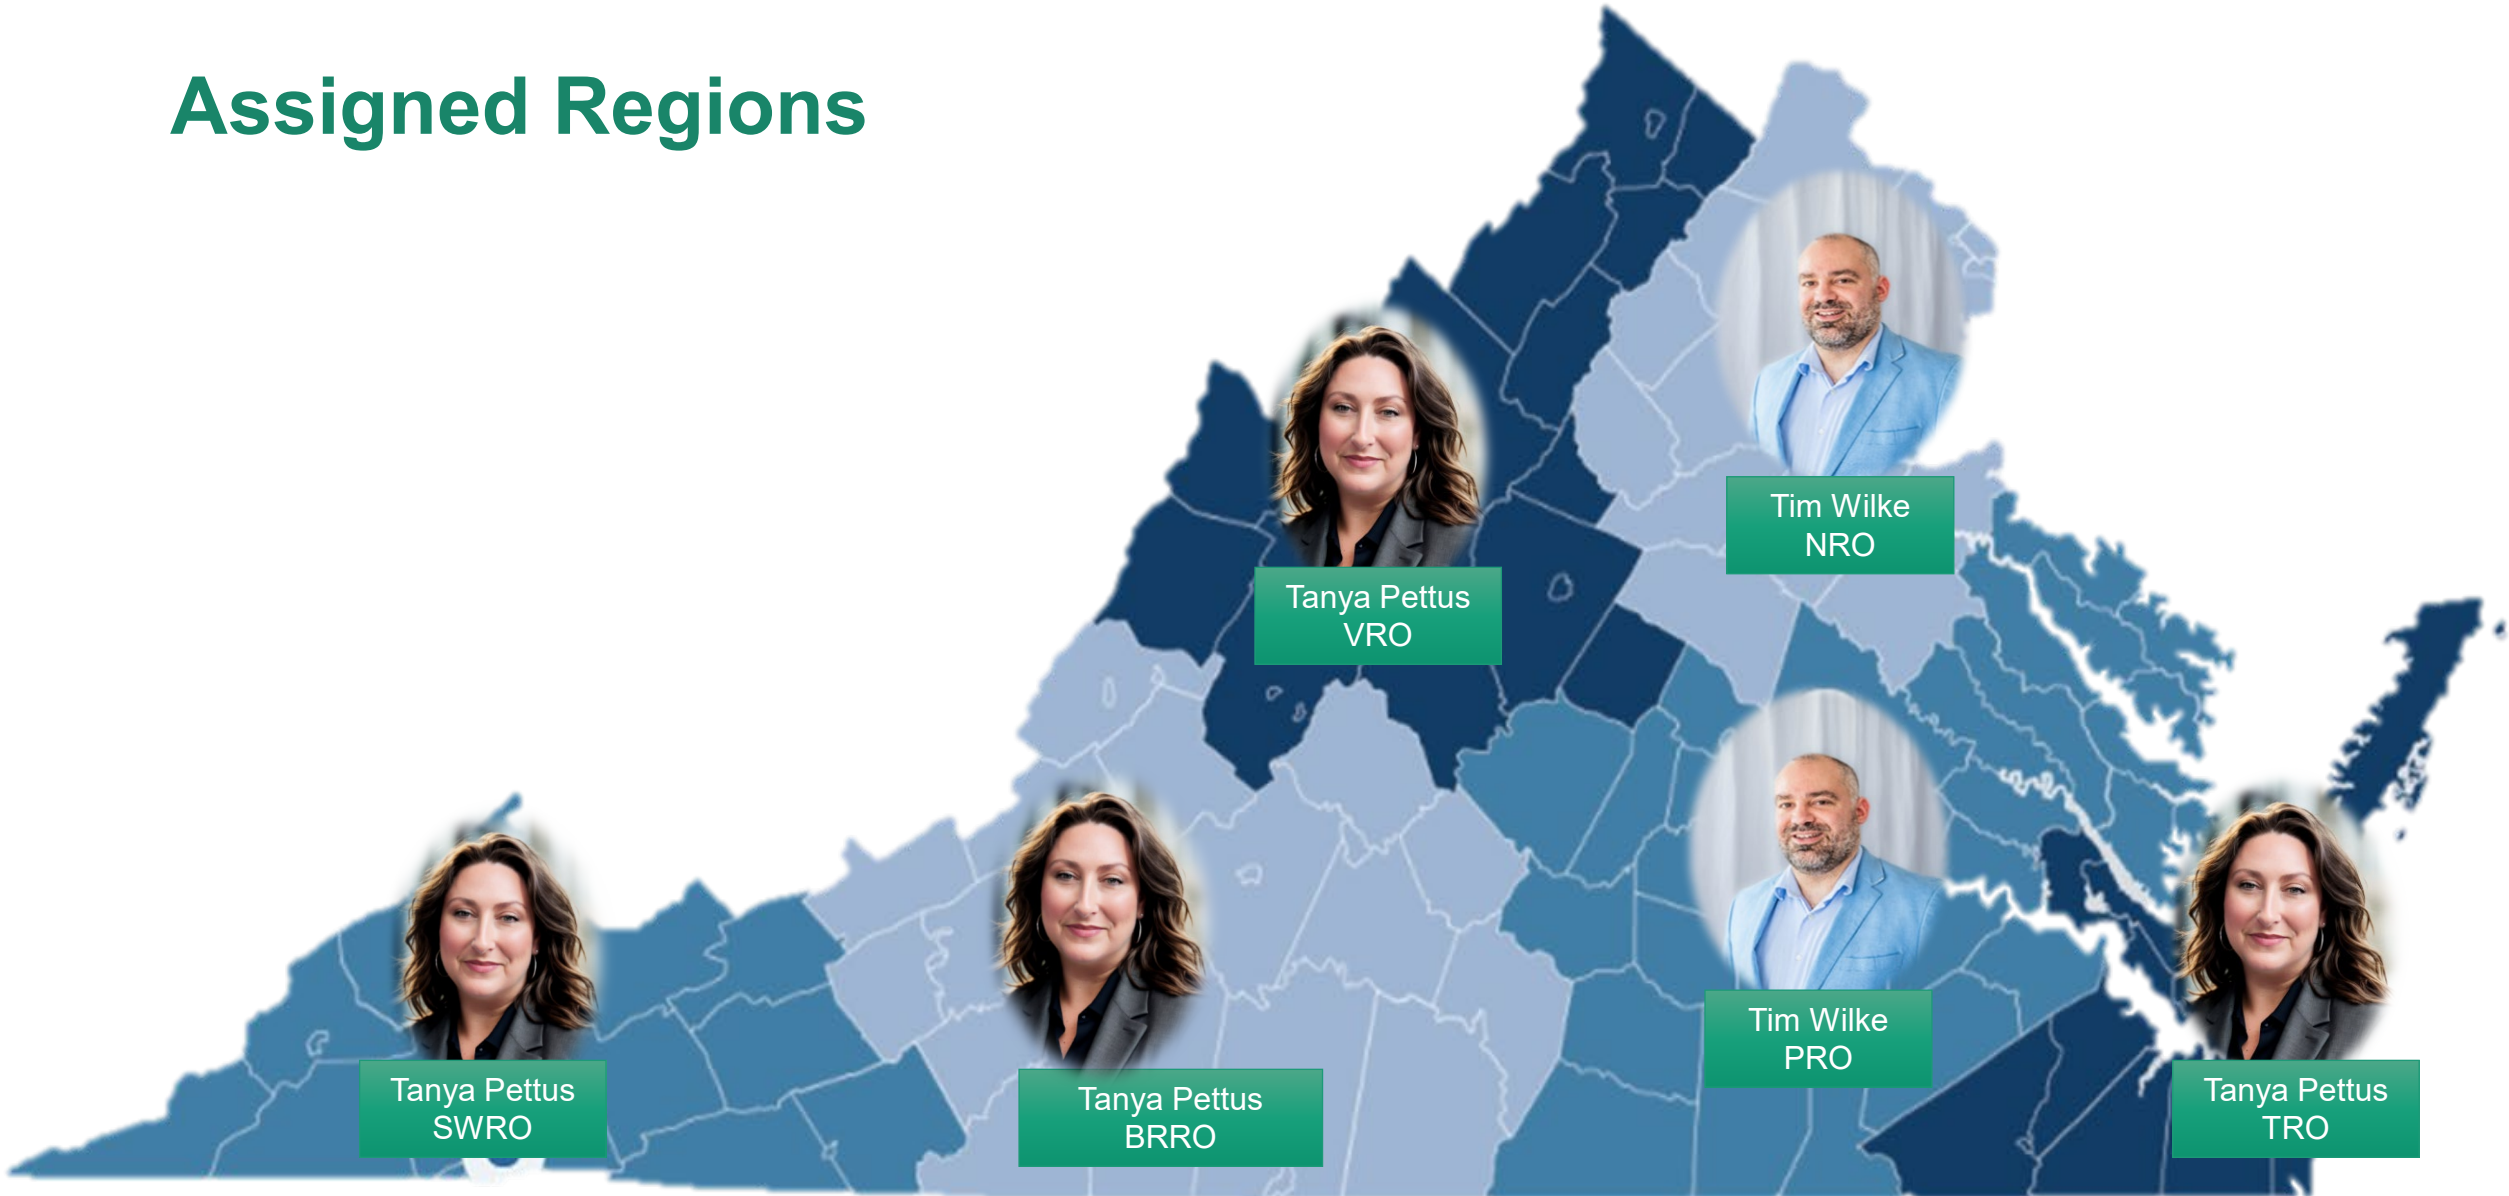 Assigned Regions
Tim Wilke
NRO
Tanya Pettus
VRO
Tim Wilke
PRO
Tanya Pettus
SWRO
Tanya Pettus
BRRO
Tanya Pettus
TRO